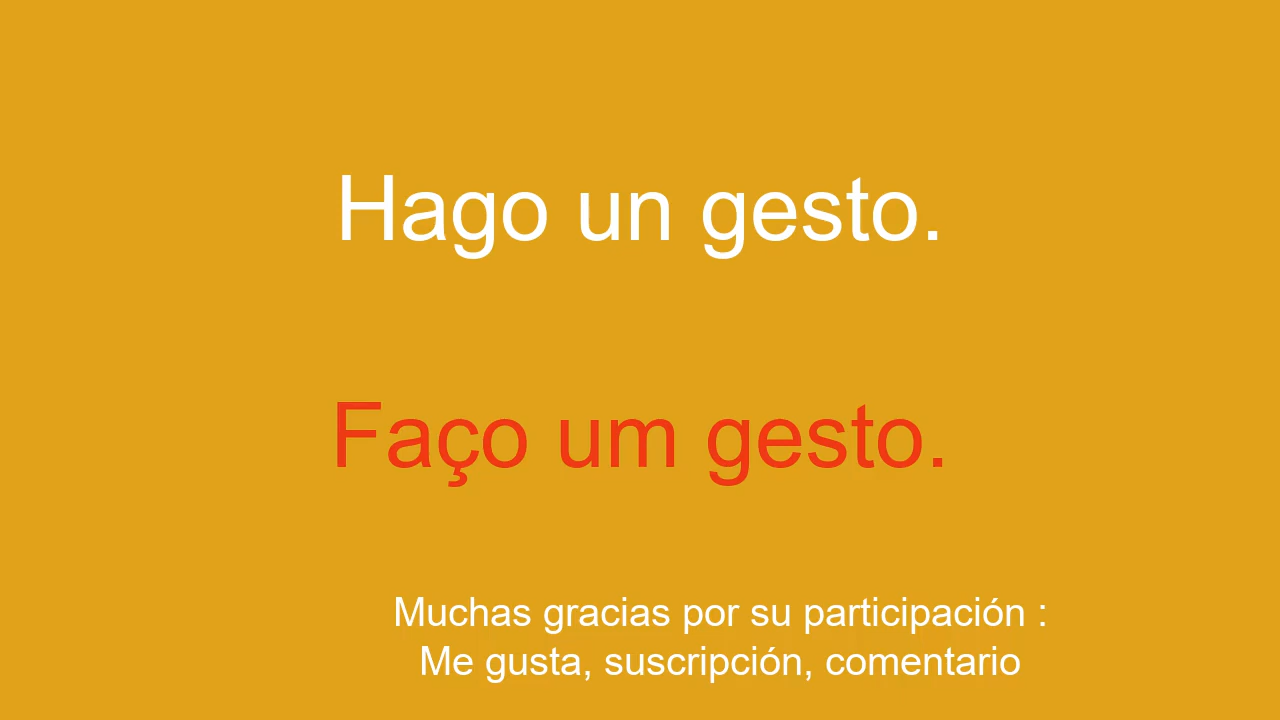 Hago un gesto.
Faço um gesto.
Muchas gracias por su participación :
Me gusta, suscripción, comentario